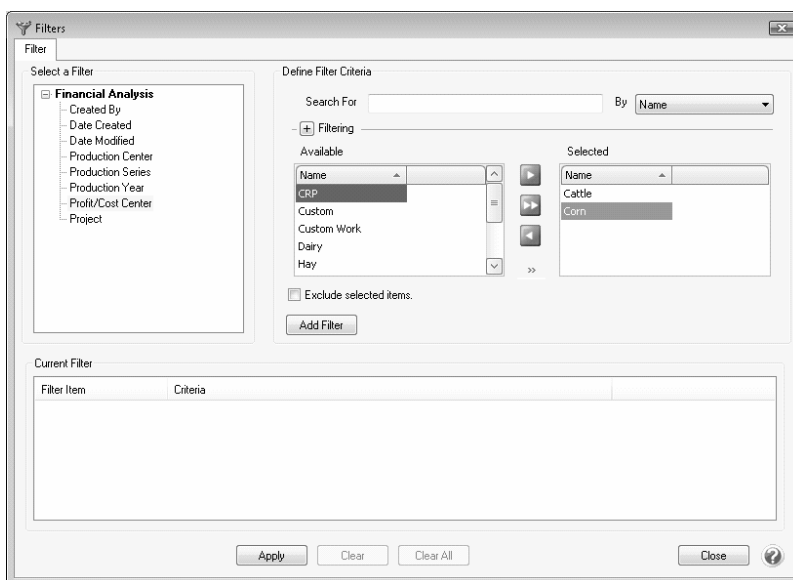 Filters
Filter
Select a Filter
Financial Analysis
Created By
Date Created
Date Modified
Production Center
Production Series
Production Year
Profit/Cost Center
Project
Define Filter Criteria
Search For
By Name
Filtering
Available
Name
CRP
Custom
Custom Work
Dairy
Hay
Selected
Name
Cattle
Corn
Exclude selected items.
Add Filter
Current Filter
Filter Item Criteria
Apply Clear Clear All Close